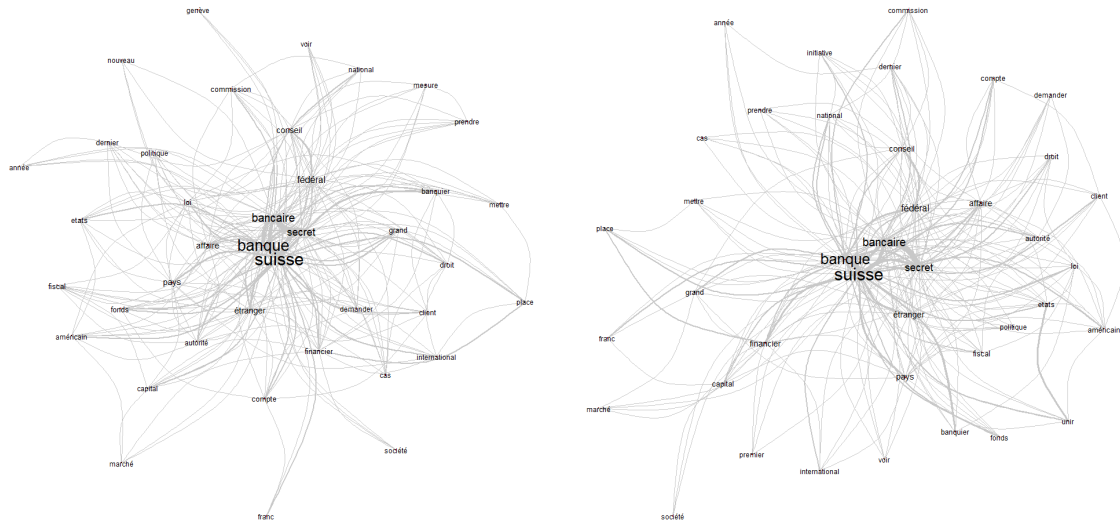 genève
voir
nouveau
national
commission
mesure
prendre
conseil
dernier
politique
année
fédéral
banquier
loi
mettre
etats
bancaire
secret
grand
affaire
banque
suisse
droit
pays
fiscal
place
fonds
étranger
demander
client
américain
autorité
financier
international
cas
capital
compte
société
marché
franc
commission
année
initiative
dernier
compte
demander
prendre
national
cas
conseil
droit
client
mettre
affaire
fédéral
place
autorité
bancaire
banque
secret
loi
suisse
grand
etats
étranger
politique
américain
franc
financier
fiscal
pays
capital
marché
unir
banquier
fonds
premier
voir
international
société